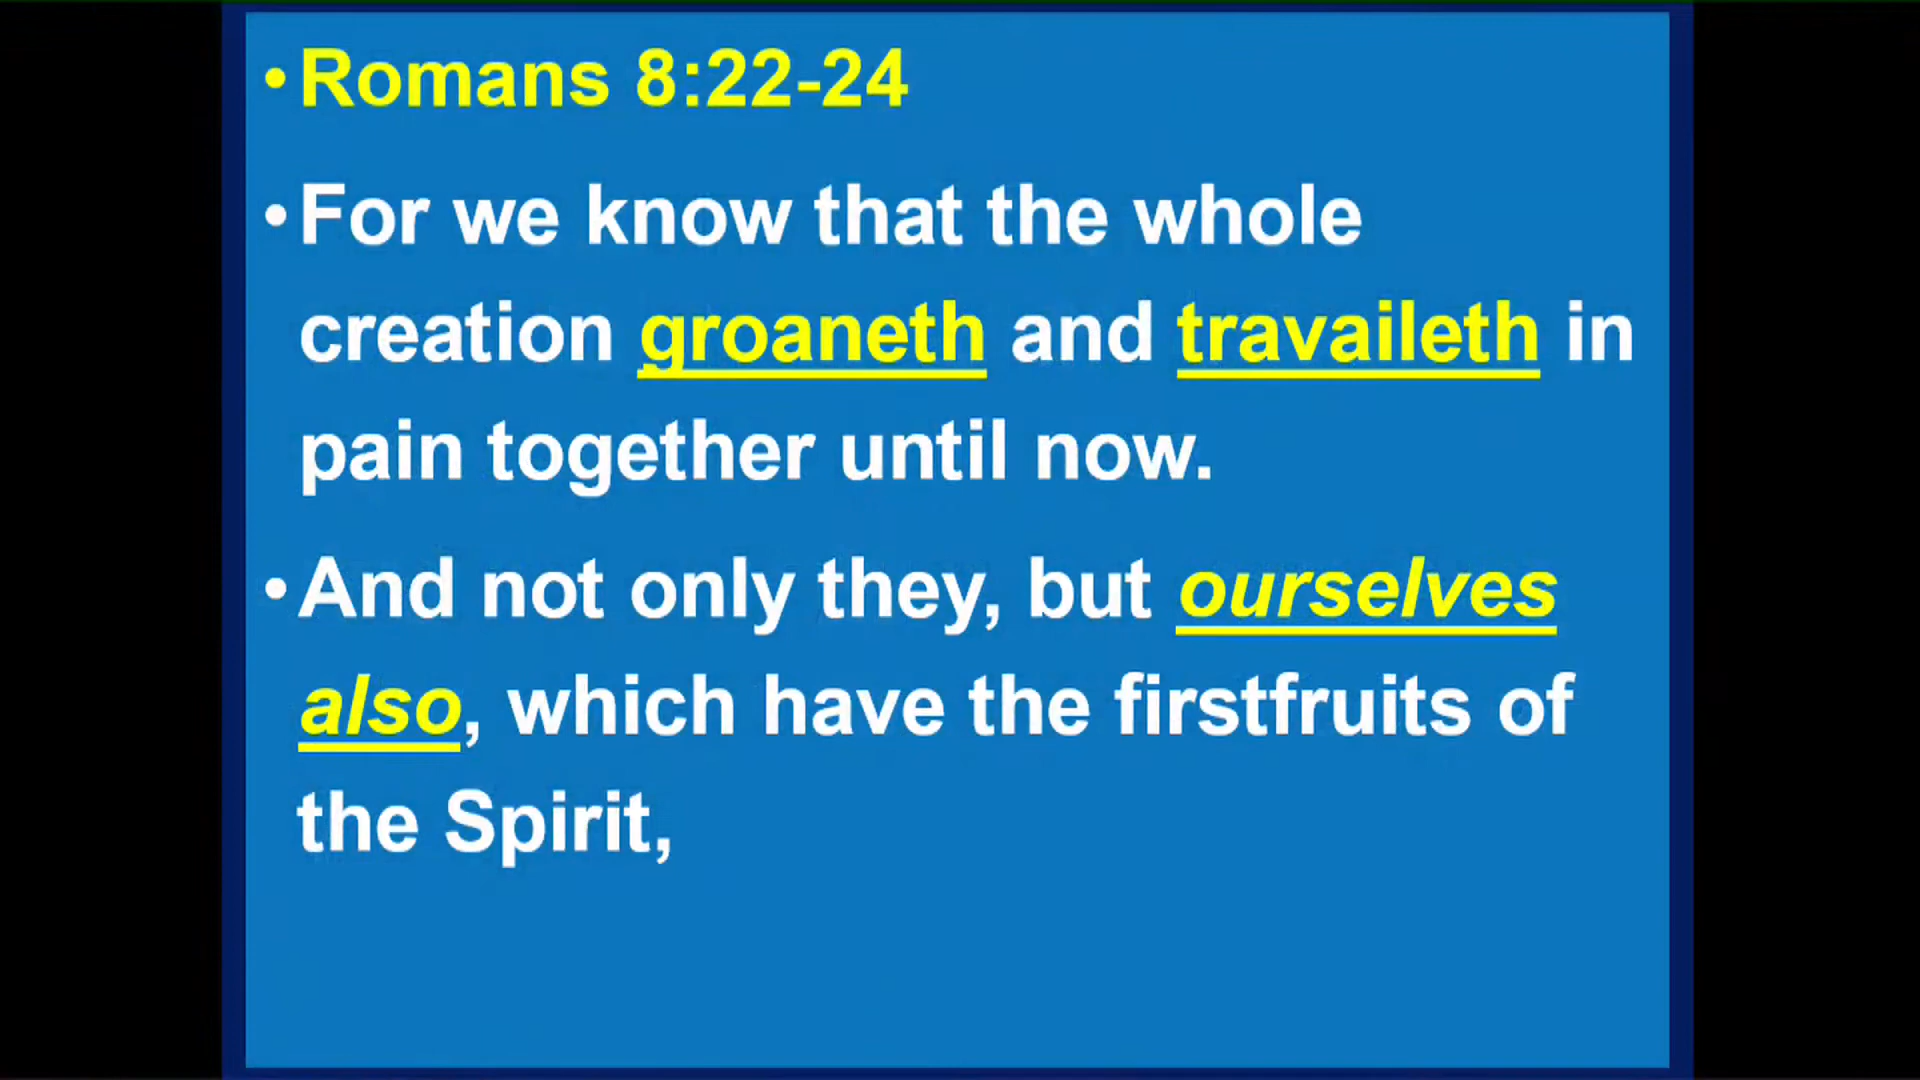 • Romans 8:22-24
• For we know that the whole
creation groaneth and travaileth in
pain together until now.
• And not only they, but ourselves
also, which have the firstfruits of
the Spirit,